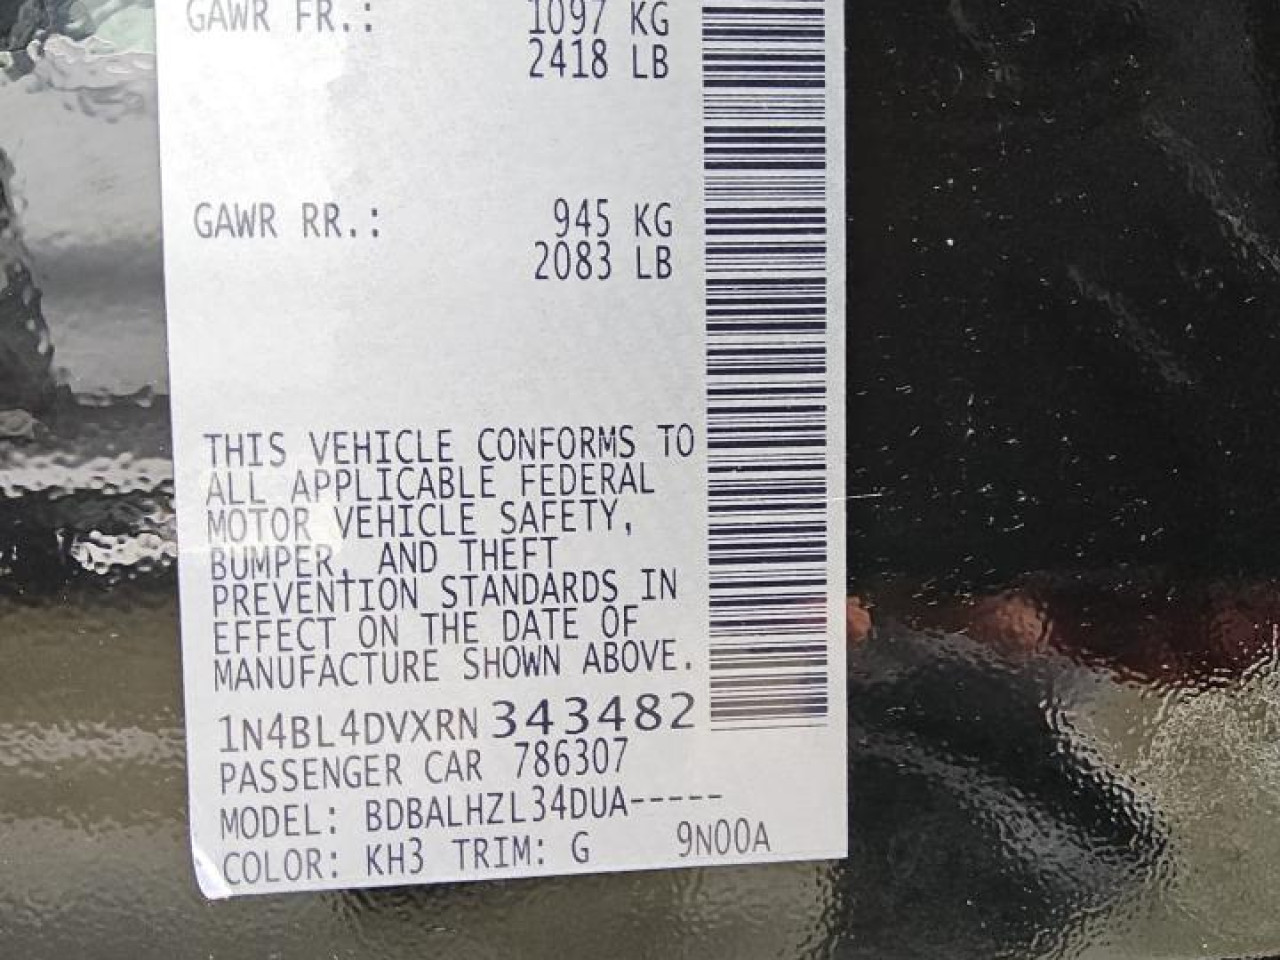 GAWR FR.: 1097 KG
2418 LB
GAWR RR.: 945 KG
2083 LB
THIS VEHICLE CONFORMS TO
ALL APPLICABLE FEDERAL
MOTOR VEHICLE SAFETY,
BUMPER, AND THEFT
PREVENTION STANDARDS IN
EFFECT ON THE DATE OF
MANUFACTURE SHOWN ABOVE.
1N4BL4DVXRN343482
PASSENGER CAR 786307
MODEL: BDBALHZL34DUA-----
COLOR: KH3 TRIM: G 9N00A